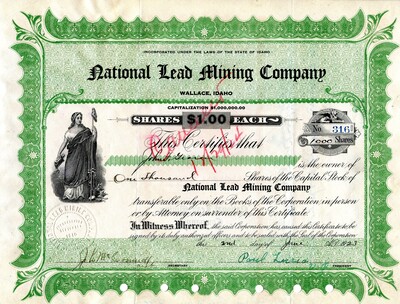 INCORPORATED UNDER THE LAWS OF THE STATE OF IDAHO
National Lead Mining Company
WALLACE, IDAHO
CAPITALIZATION $1,000,000.00
SHARES $1.00 EACH
No. 3161
1000 Shares
This Certifies that
John
is the owner of
One thousand Shares of the Capital Stock of
National Lead Mining Company
transferable only on the Books of the Corporation in person
or by Attorney on surrender of this Certificate.
In Witness Whereof, the said Corporation has caused this Certificate to be
signed by its duly authorized officers and to be sealed with the Seal of the Corporation
this 2nd day of June A.D. 1923
SECRETARY